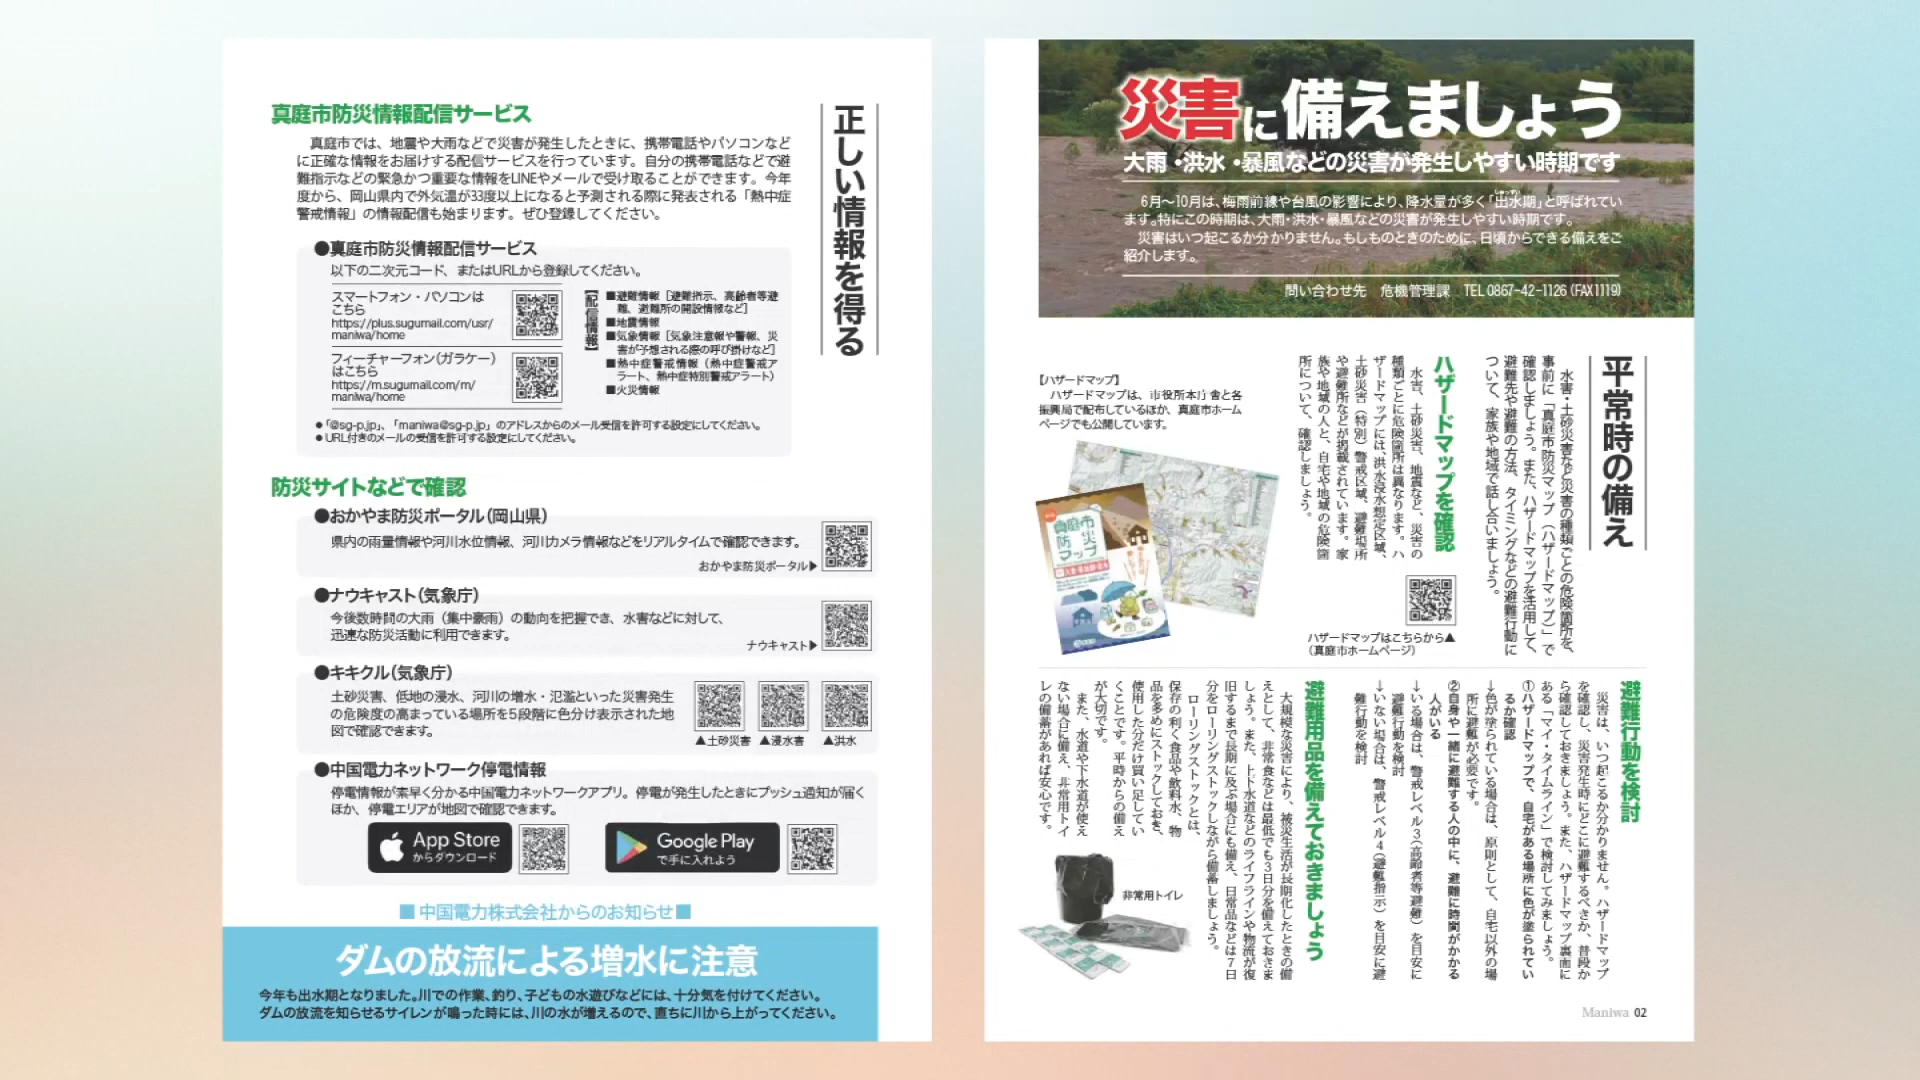 災害に備えましょう
大雨・洪水・暴風などの災害が発生しやすい時期です
6月～10月は、梅雨前線や台風の影響により、降水量が多く「出水期」と呼ばれてい
しゅっすい
ます。特にこの時期は、大雨・洪水・暴風などの災害が発生しやすい時期です。
災害はいつ起こるか分かりません。もしものときのために、日頃からできる備えをご
紹介します。
問い合わせ先　危機管理課　TEL 0867-42-1126（FAX1119）
平常時の備え
水害・土砂災害など災害の種類ごとの危険箇所を、
事前に「真庭市防災マップ（ハザードマップ）」で
確認しましょう。また、ハザードマップを活用して、
避難先や避難の方法、タイミングなどの避難行動に
ついて、家族や地域で話し合いましょう。
ハザードマップを確認
水害、土砂災害、地震など、災害の
種類ごとに危険箇所は異なります。ハ
ザードマップには、洪水浸水想定区域、
土砂災害（特別）警戒区域、避難場所
や避難所などが掲載されています。家
族や地域の人と、自宅や地域の危険箇
所について、確認しましょう。
ハザードマップはこちらから▲
（真庭市ホームページ）
【ハザードマップ】
ハザードマップは、市役所本庁舎と各
振興局で配布しているほか、真庭市ホーム
ページでも公開しています。
真庭市
防災
マップ
避難行動を検討
災害は、いつ起こるか分かりません。ハザードマップ
を確認し、災害発生時にどこに避難するべきか、普段か
ら確認しておきましょう。また、ハザードマップ裏面に
ある「マイ・タイムライン」で検討してみましょう。
①ハザードマップで、自宅がある場所に色が塗られてい
るか確認
→色が塗られている場合は、原則として、自宅以外の場
所に避難が必要です。
②自身や一緒に避難する人の中に、避難に時間がかかる
人がいる
→いる場合は、警戒レベル3（高齢者等避難）を目安に
避難行動を検討
→いない場合は、警戒レベル4（避難指示）を目安に避
難行動を検討
避難用品を備えておきましょう
大規模な災害により、被災生活が長期化したときの備
えとして、非常食などは最低でも3日分を備えておきま
しょう。また、上下水道などのライフラインや物流が復
旧するまで長期に及ぶ場合にも備え、日常品などは7日
分をローリングストックしながら備蓄しましょう。
ローリングストックとは、
保存の利く食品や飲料水、物
品を多めにストックしておき、
使用した分だけ買い足してい
くことです。平時からの備え
が大切です。
また、水道や下水道が使え
ない場合に備え、非常用トイ
レの備蓄があれば安心です。
非常用トイレ
Maniwa 02
正しい情報を得る
真庭市防災情報配信サービス
真庭市では、地震や大雨などで災害が発生したときに、携帯電話やパソコンなど
に正確な情報をお届けする配信サービスを行っています。自分の携帯電話などで避
難指示などの緊急かつ重要な情報をLINEやメールで受け取ることができます。今年
度から、岡山県内で外気温が33度以上になると予測される際に発表される「熱中症
警戒情報」の情報配信も始まります。ぜひ登録してください。
●真庭市防災情報配信サービス
以下の二次元コード、またはURLから登録してください。
スマートフォン・パソコンは
こちら
https://plus.sugumail.com/usr/
maniwa/home
フィーチャーフォン（ガラケー）
はこちら
https://m.sugumail.com/m/
maniwa/home
【配信情報】
■避難情報［避難指示、高齢者等避
難、避難所の開設情報など］
■地震情報
■気象情報［気象注意報や警報、災
害が予想される際の呼び掛けなど］
■熱中症警戒情報（熱中症警戒ア
ラート、熱中症特別警戒アラート）
■火災情報
●「@sg-p.jp」、「maniwa@sg-p.jp」のアドレスからのメール受信を許可する設定にしてください。
●URL付きのメールの受信を許可する設定にしてください。
防災サイトなどで確認
●おかやま防災ポータル（岡山県）
県内の雨量情報や河川水位情報、河川カメラ情報などをリアルタイムで確認できます。
おかやま防災ポータル▶
●ナウキャスト（気象庁）
今後数時間の大雨（集中豪雨）の動向を把握でき、水害などに対して、
迅速な防災活動に利用できます。
ナウキャスト▶
●キキクル（気象庁）
土砂災害、低地の浸水、河川の増水・氾濫といった災害発生
の危険度の高まっている場所を5段階に色分け表示された地
図で確認できます。
▲土砂災害 ▲浸水害 ▲洪水
●中国電力ネットワーク停電情報
停電情報が素早く分かる中国電力ネットワークアプリ。停電が発生したときにプッシュ通知が届く
ほか、停電エリアが地図で確認できます。
App Store
からダウンロード
Google Play
で手に入れよう
■中国電力株式会社からのお知らせ■
ダムの放流による増水に注意
今年も出水期となりました。川での作業、釣り、子どもの水遊びなどには、十分気を付けてください。
ダムの放流を知らせるサイレンが鳴った時には、川の水が増えるので、直ちに川から上がってください。